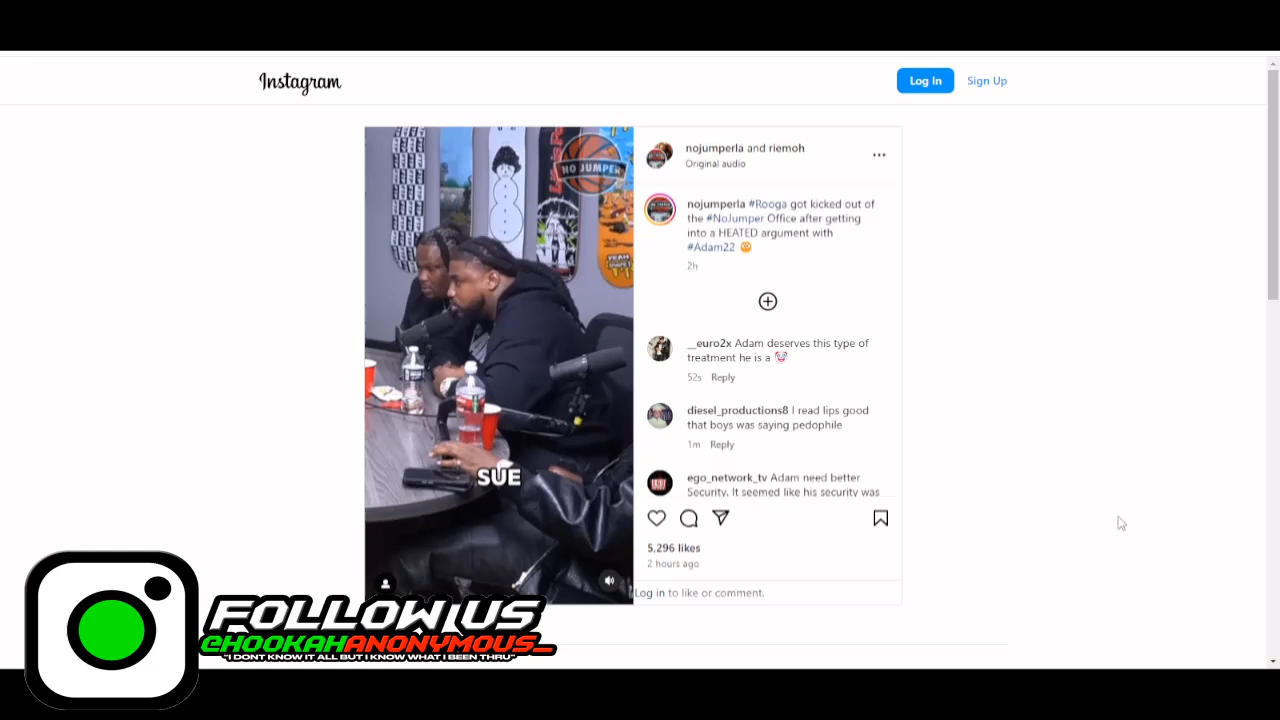 Instagram
Log In
Sign Up
NO JUMPER
SUE
nojumperla and riemoh
Original audio
nojumperla #Rooga got kicked out of
the #NoJumper Office after getting
into a HEATED argument with
#Adam22 😳
2h
__euro2x Adam deserves this type of
treatment he is a 🤡
52s Reply
diesel_productions8 I read lips good
that boys was saying pedophile
1m Reply
ego_network_tv Adam need better
Security. It seemed like his security was
5,296 likes
2 hours ago
Log in to like or comment.
FOLLOW US
@HOOKAHANONYMOUS_
"I DONT KNOW IT ALL BUT I KNOW WHAT I BEEN THRU"